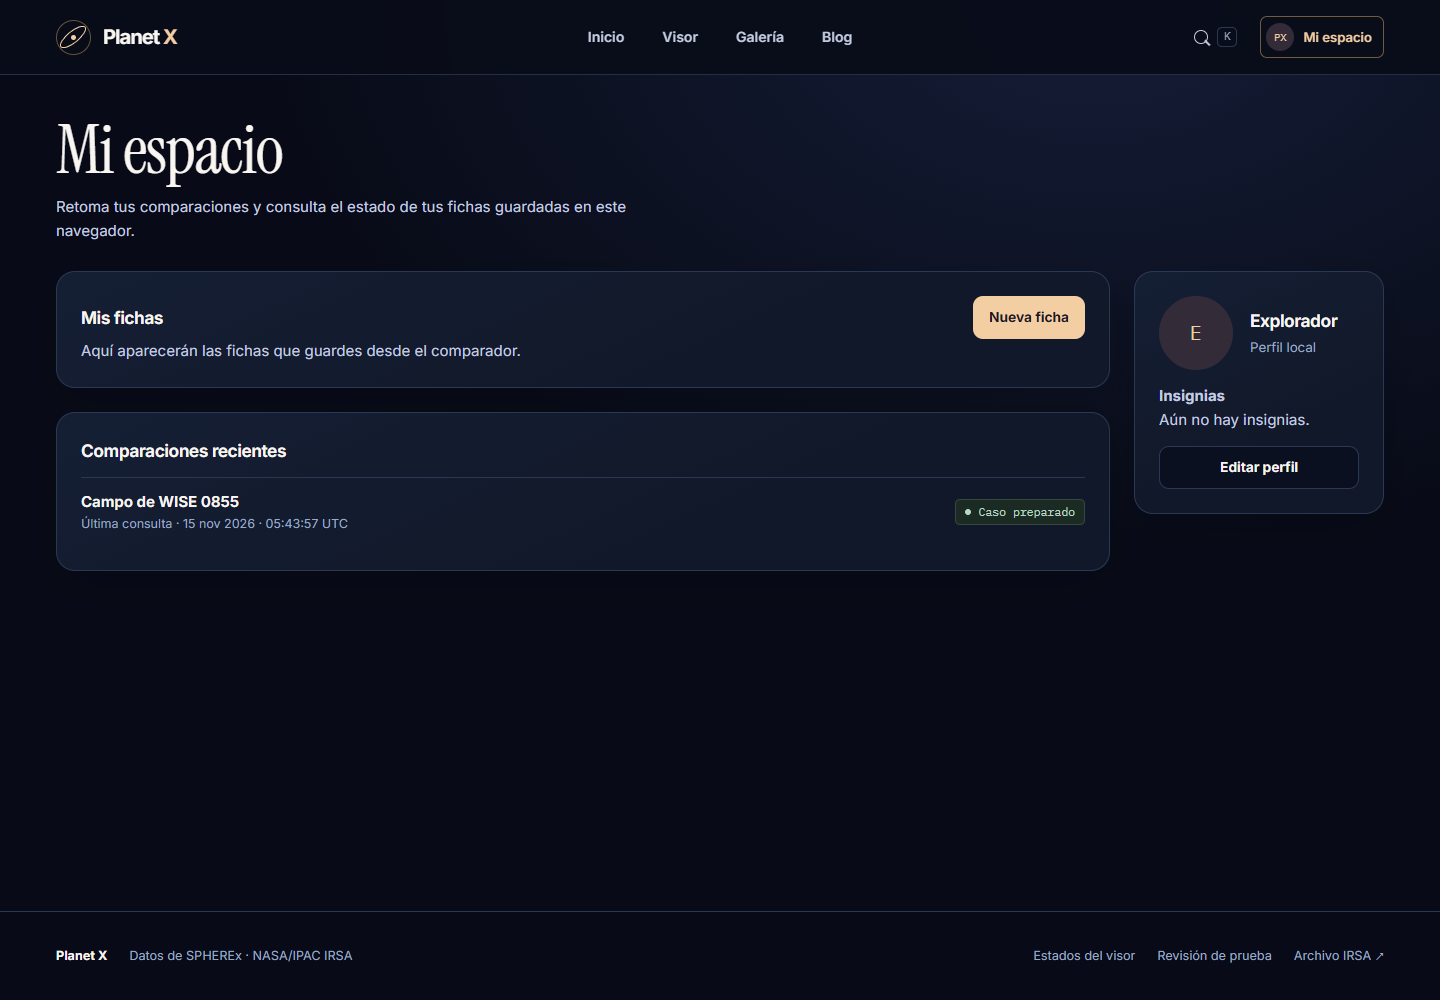 Planet X
Inicio
Visor
Galería
Blog
K
PX
Mi espacio
Mi espacio
Retoma tus comparaciones y consulta el estado de tus fichas guardadas en este
navegador.
Mis fichas
Nueva ficha
Aquí aparecerán las fichas que guardes desde el comparador.
Comparaciones recientes
Campo de WISE 0855
Última consulta · 15 nov 2026 · 05:43:57 UTC
Caso preparado
E
Explorador
Perfil local
Insignias
Aún no hay insignias.
Editar perfil
Planet X
Datos de SPHEREx · NASA/IPAC IRSA
Estados del visor
Revisión de prueba
Archivo IRSA ↗